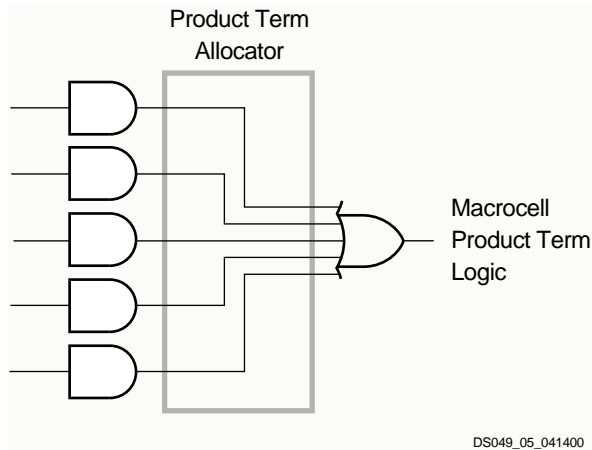 Product Term
Allocator
Macrocell
Product Term
Logic
DS049_05_041400